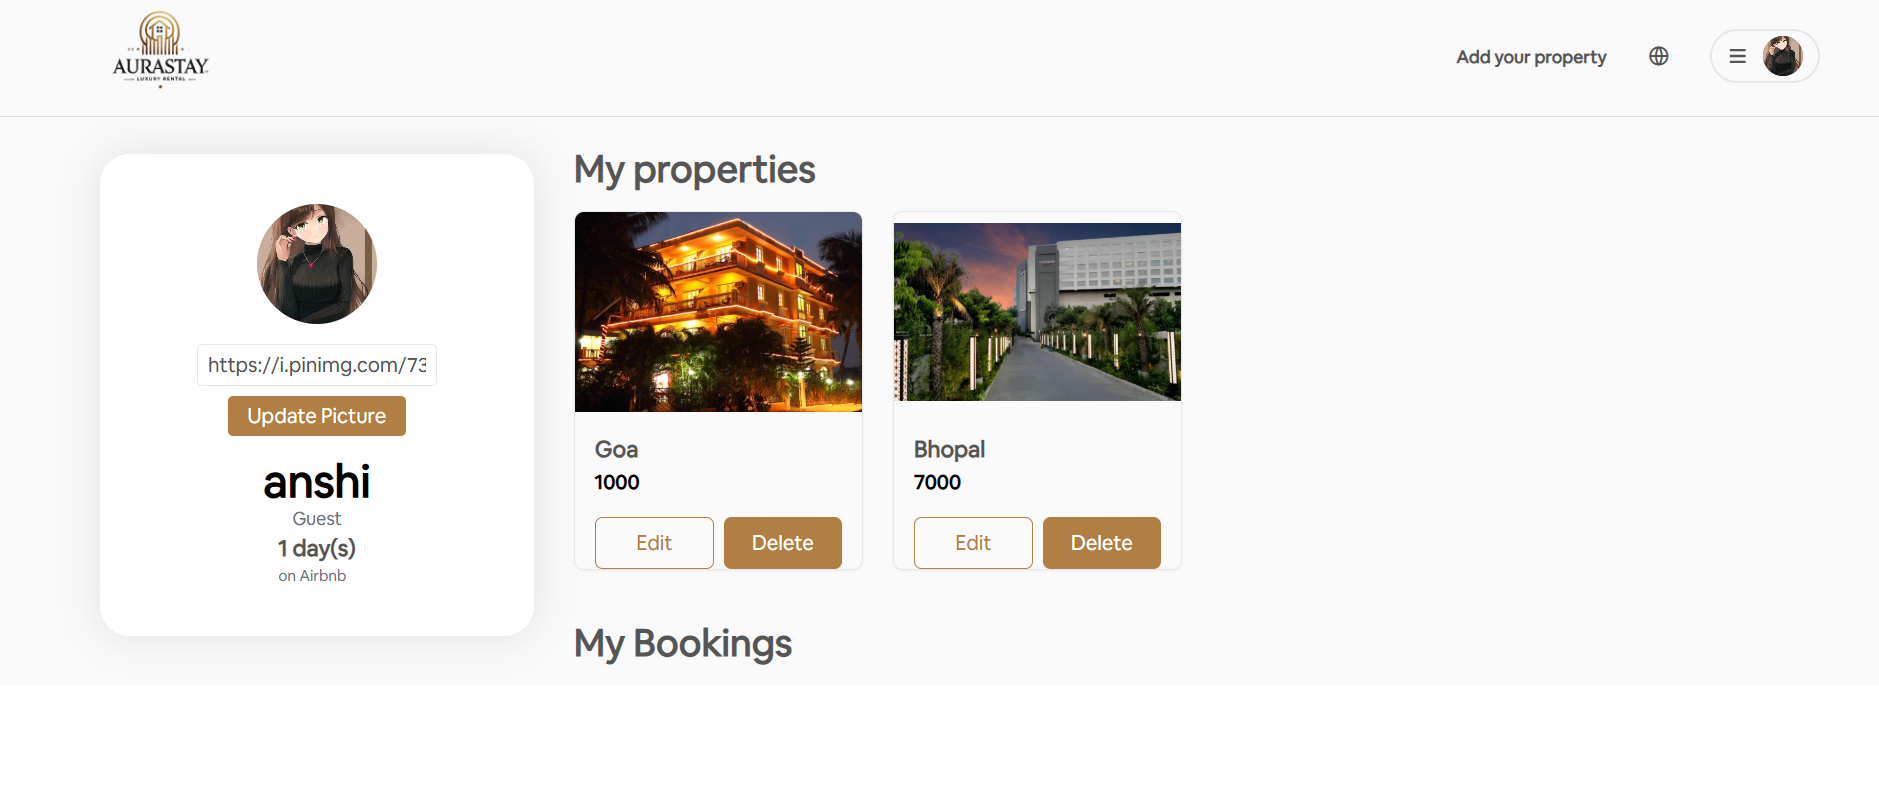 AURASTAY
LUXURY RENTAL
Add your property
https://i.pinimg.com/73
Update Picture
anshi
Guest
1 day(s)
on Airbnb
My properties
Goa
1000
Edit
Delete
Bhopal
7000
Edit
Delete
My Bookings